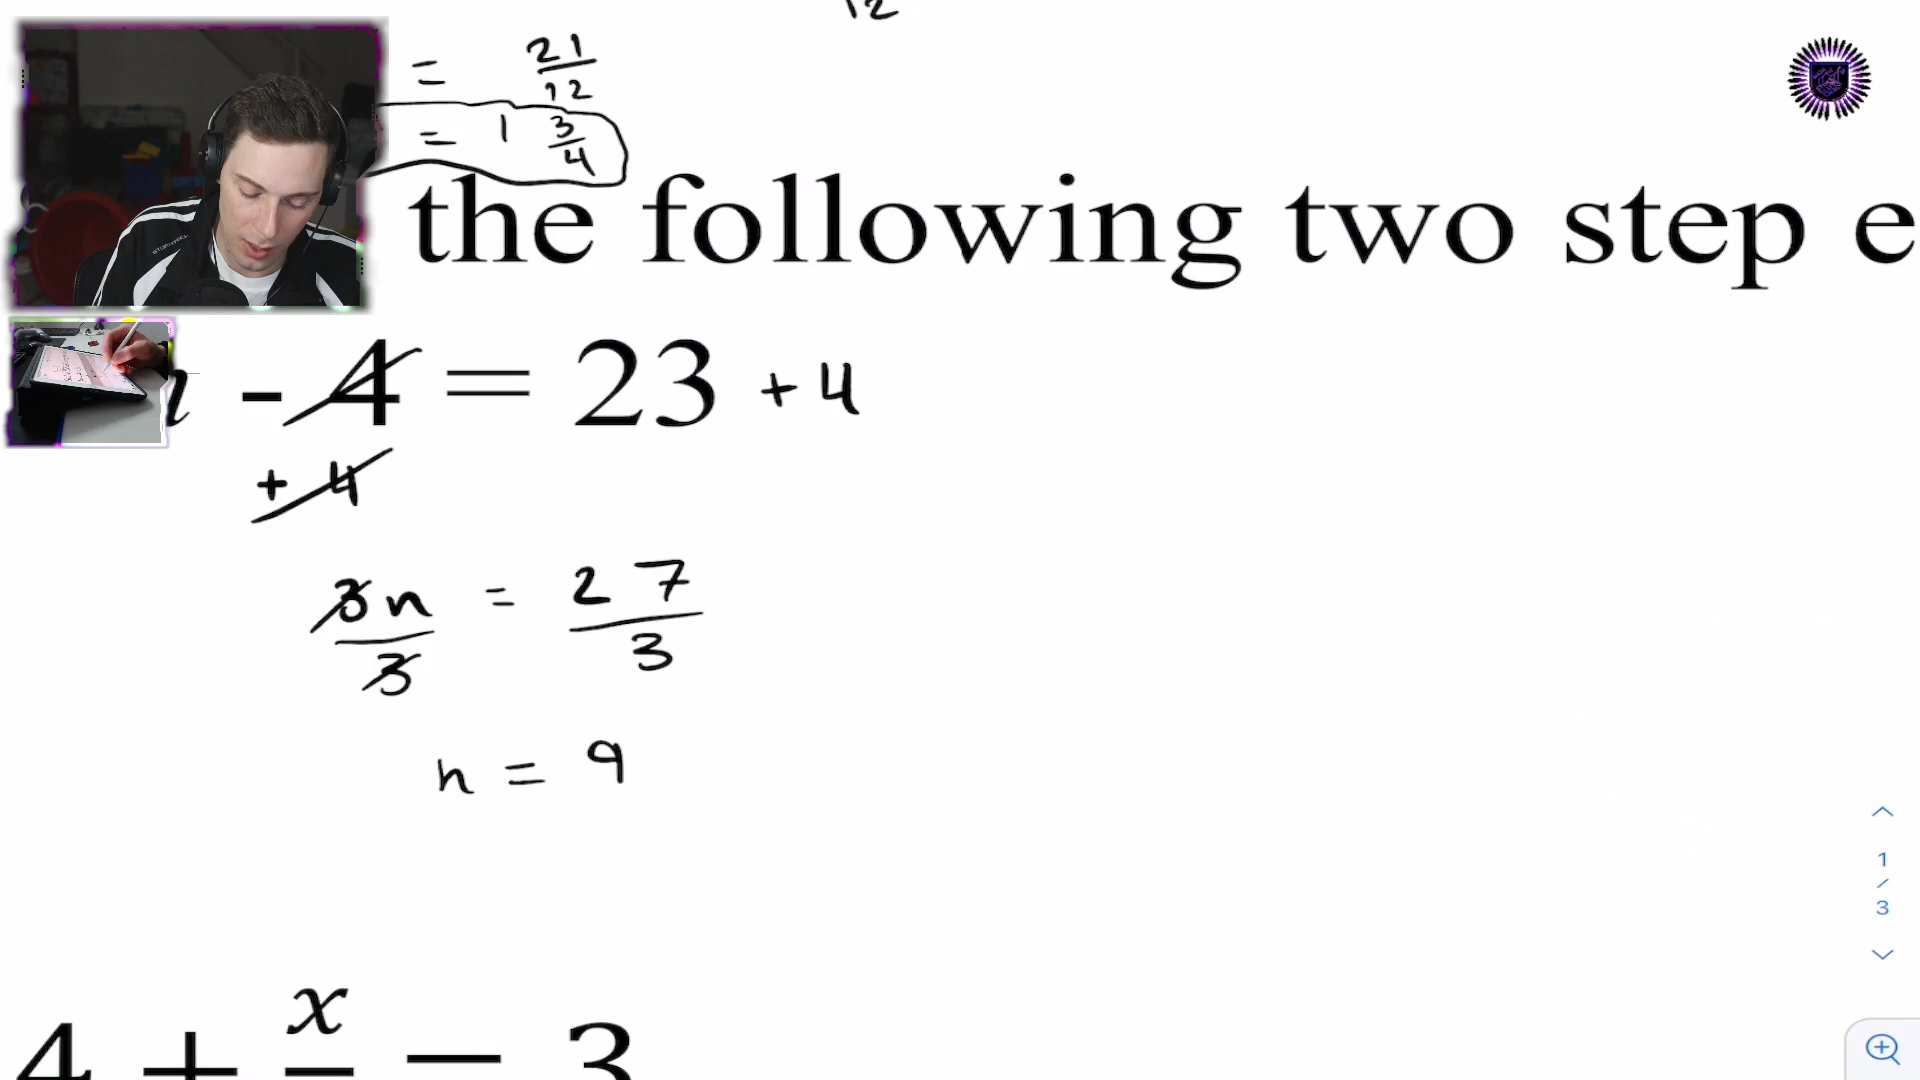 12
= 21/12
= 1 3/4
the following two step e
n - 4 = 23 + 4
+ 4
3n/3 = 27/3
n = 9
4 + x = 3
1
/
3